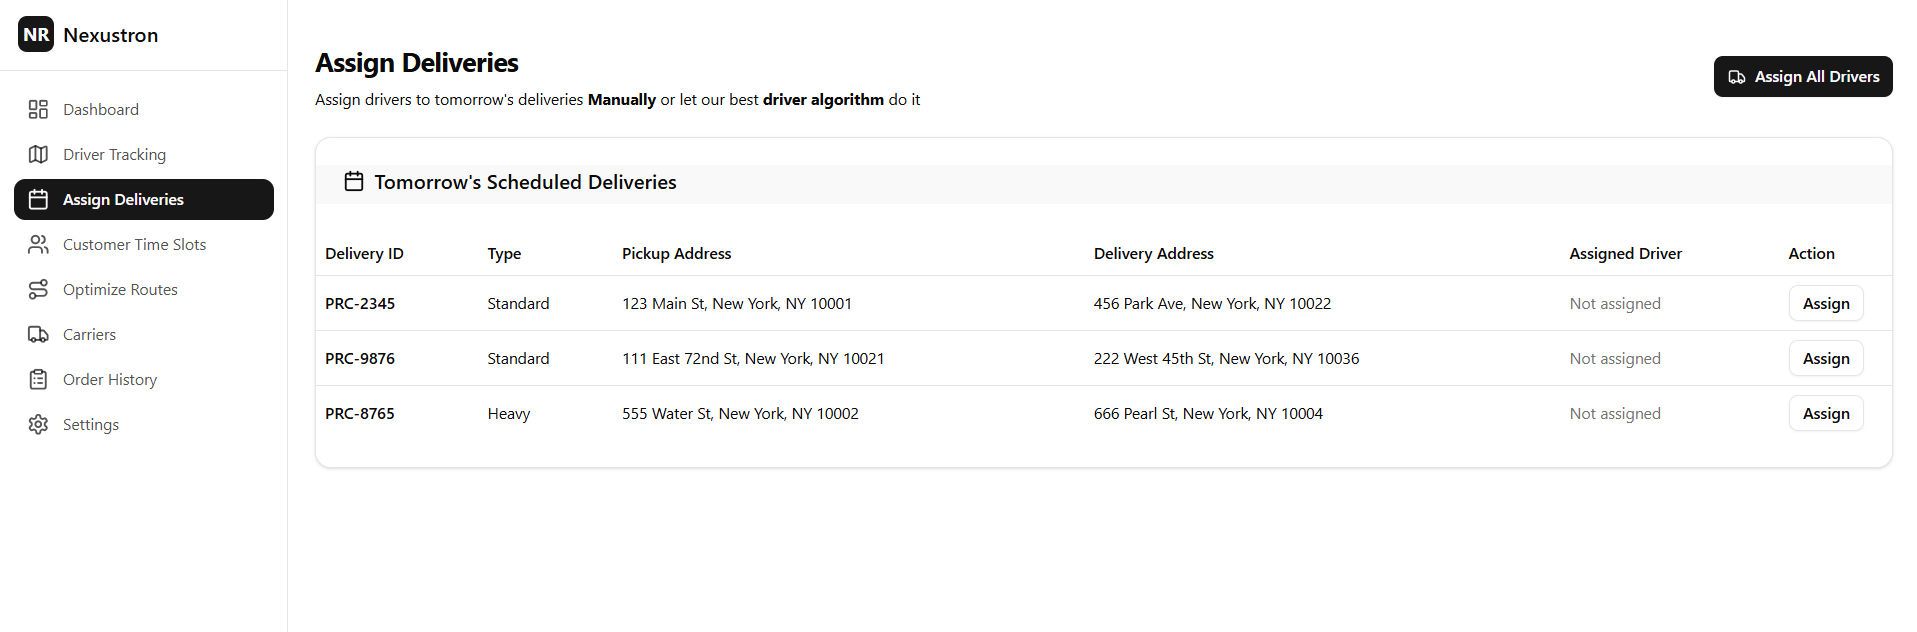 NR Nexustron
Dashboard
Driver Tracking
Assign Deliveries
Customer Time Slots
Optimize Routes
Carriers
Order History
Settings
Assign Deliveries
Assign drivers to tomorrow's deliveries Manually or let our best driver algorithm do it
Assign All Drivers
Tomorrow's Scheduled Deliveries
Delivery ID Type Pickup Address Delivery Address Assigned Driver Action
PRC-2345 Standard 123 Main St, New York, NY 10001 456 Park Ave, New York, NY 10022 Not assigned Assign
PRC-9876 Standard 111 East 72nd St, New York, NY 10021 222 West 45th St, New York, NY 10036 Not assigned Assign
PRC-8765 Heavy 555 Water St, New York, NY 10002 666 Pearl St, New York, NY 10004 Not assigned Assign